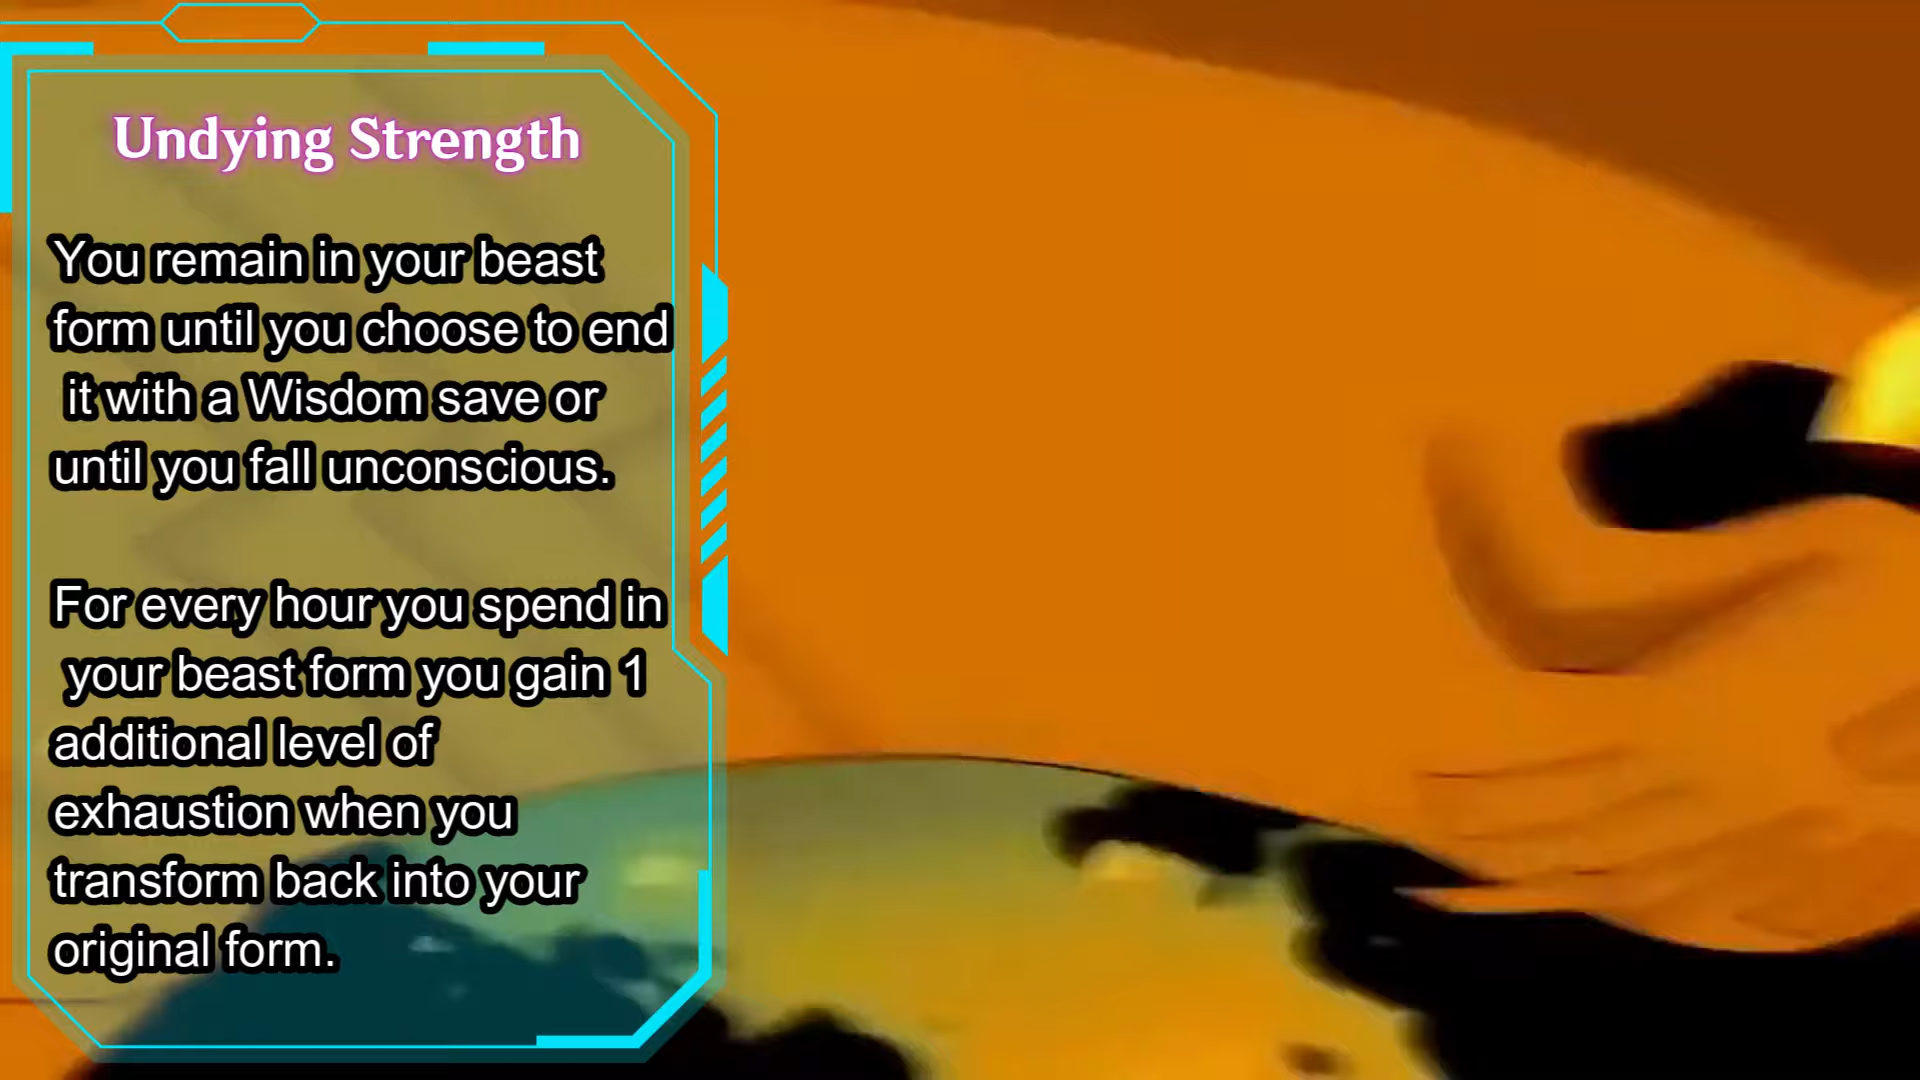 Undying Strength
You remain in your beast
form until you choose to end
it with a Wisdom save or
until you fall unconscious.
For every hour you spend in
your beast form you gain 1
additional level of
exhaustion when you
transform back into your
original form.